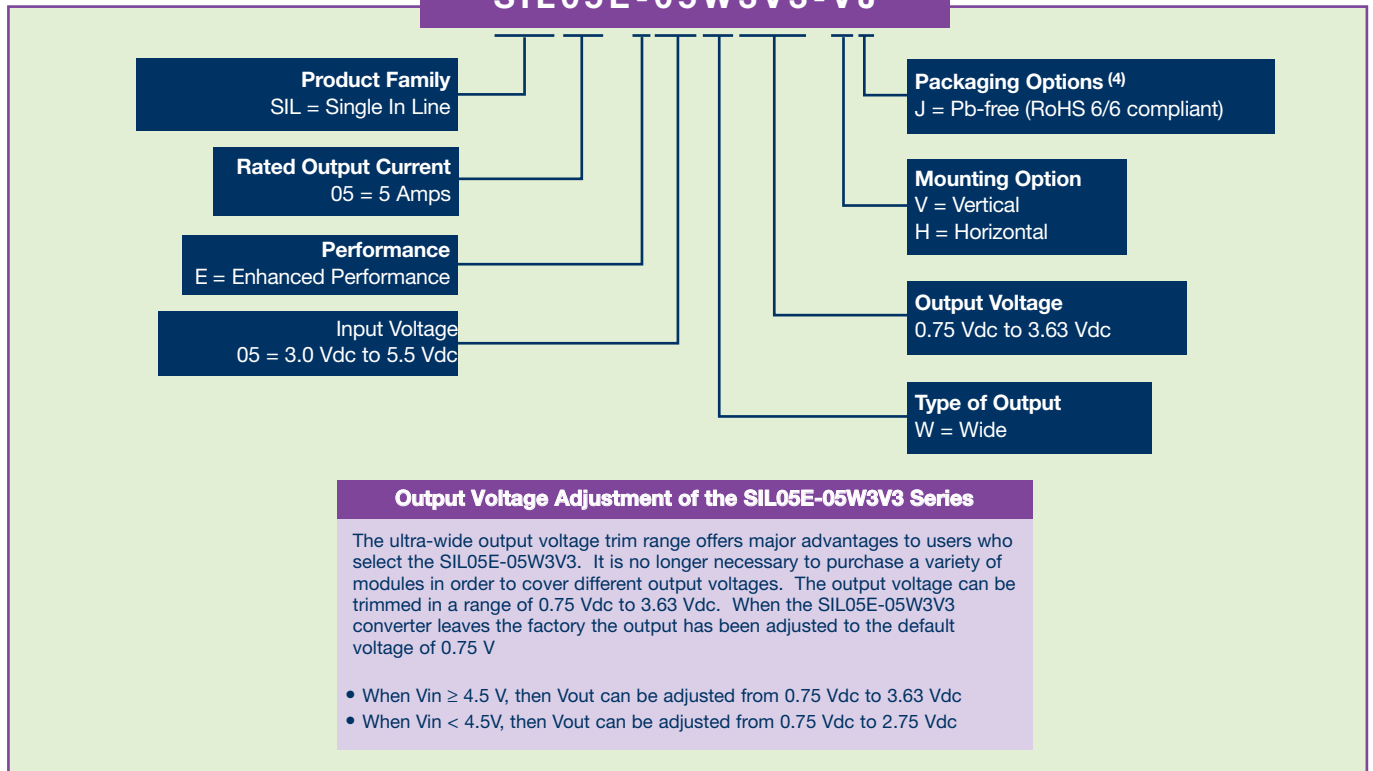 SIL05E-05W3V3-VJ
Product Family
SIL = Single In Line
Rated Output Current
05 = 5 Amps
Performance
E = Enhanced Performance
Input Voltage
05 = 3.0 Vdc to 5.5 Vdc
Packaging Options (4)
J = Pb-free (RoHS 6/6 compliant)
Mounting Option
V = Vertical
H = Horizontal
Output Voltage
0.75 Vdc to 3.63 Vdc
Type of Output
W = Wide
Output Voltage Adjustment of the SIL05E-05W3V3 Series
The ultra-wide output voltage trim range offers major advantages to users who
select the SIL05E-05W3V3. It is no longer necessary to purchase a variety of
modules in order to cover different output voltages. The output voltage can be
trimmed in a range of 0.75 Vdc to 3.63 Vdc. When the SIL05E-05W3V3
converter leaves the factory the output has been adjusted to the default
voltage of 0.75 V
• When Vin ≥ 4.5 V, then Vout can be adjusted from 0.75 Vdc to 3.63 Vdc
• When Vin < 4.5V, then Vout can be adjusted from 0.75 Vdc to 2.75 Vdc